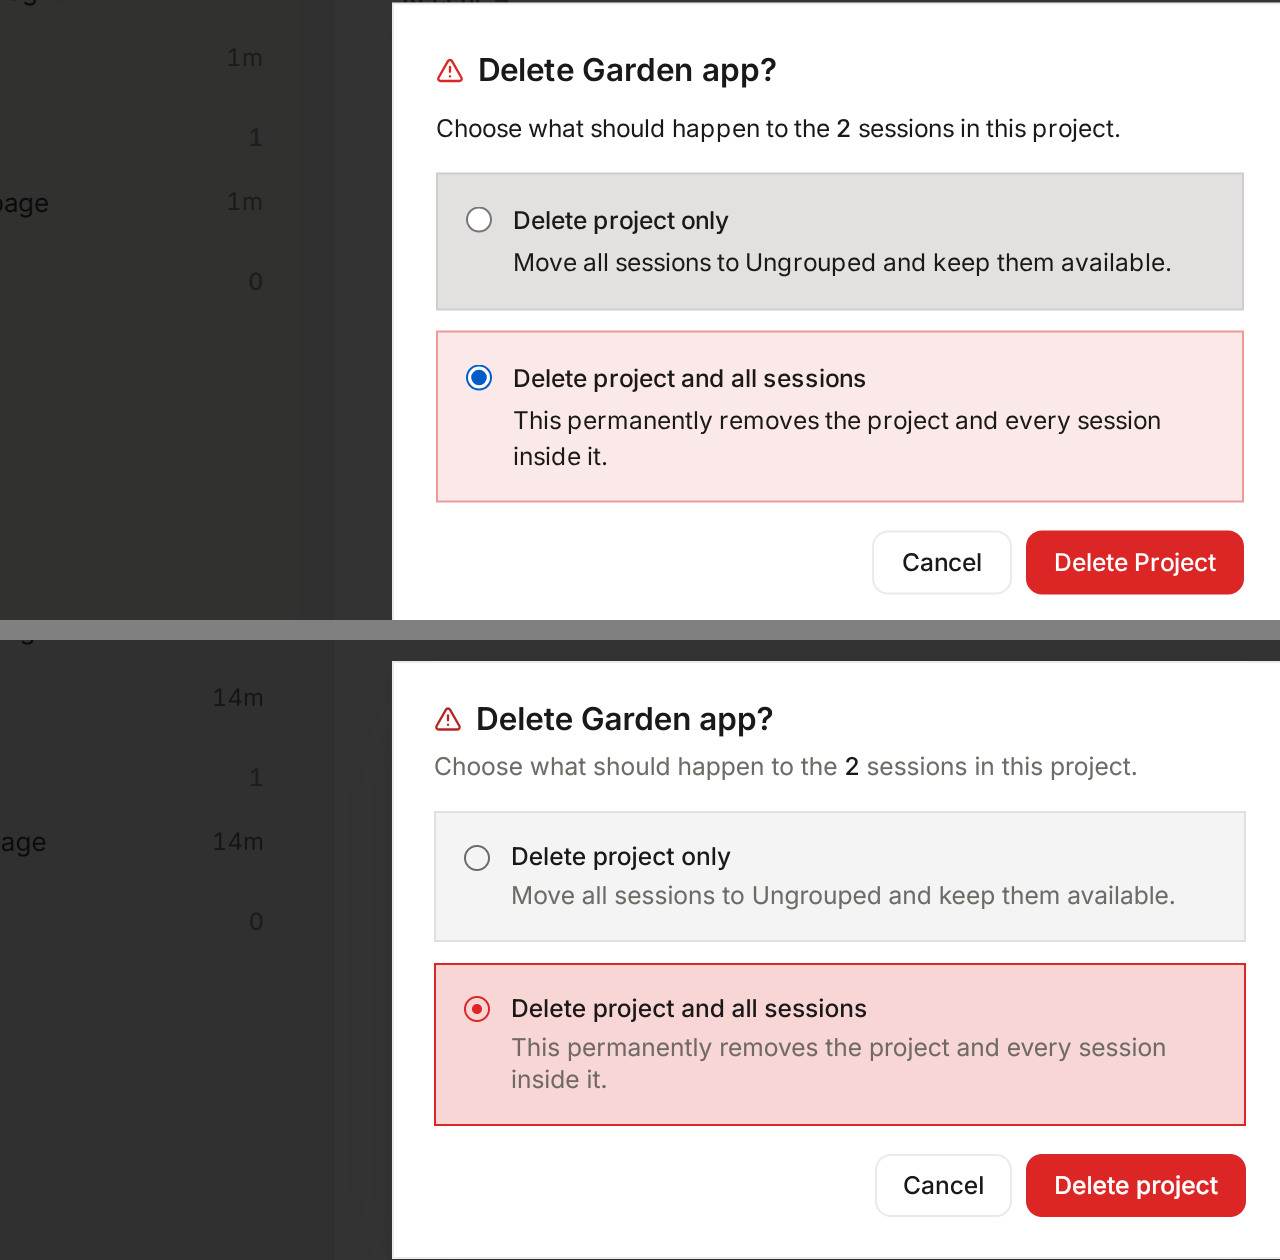 1m
1
page
1m
0
Delete Garden app?
Choose what should happen to the 2 sessions in this project.
Delete project only
Move all sessions to Ungrouped and keep them available.
Delete project and all sessions
This permanently removes the project and every session
inside it.
Cancel
Delete Project
14m
1
age
14m
0
Delete Garden app?
Choose what should happen to the 2 sessions in this project.
Delete project only
Move all sessions to Ungrouped and keep them available.
Delete project and all sessions
This permanently removes the project and every session
inside it.
Cancel
Delete project